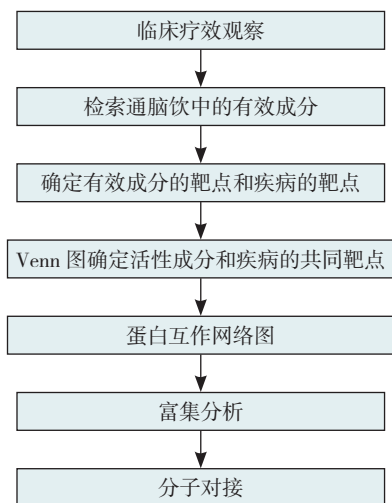 临床疗效观察
检索通脑饮中的有效成分
确定有效成分的靶点和疾病的靶点
Venn 图确定活性成分和疾病的共同靶点
蛋白互作网络图
富集分析
分子对接